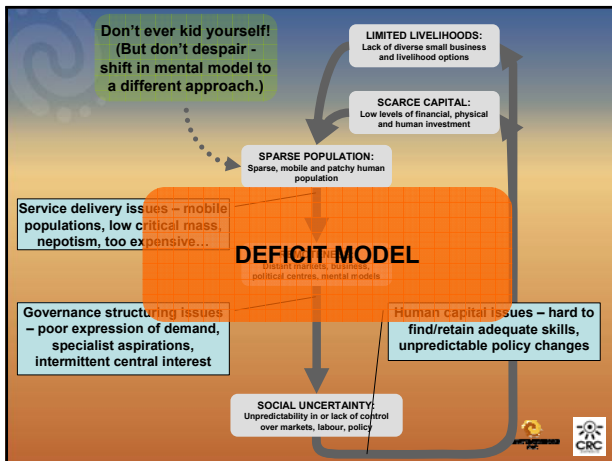 Don't ever kid yourself!
(But don't despair -
shift in mental model to
a different approach.)
LIMITED LIVELIHOODS:
Lack of diverse small business
and livelihood options
SCARCE CAPITAL:
Low levels of financial, physical
and human investment
SPARSE POPULATION:
Sparse, mobile and patchy human
population
Service delivery issues – mobile
populations, low critical mass,
nepotism, too expensive…
DEFICIT MODEL
Distant markets, business,
political centres, mental models
Governance structuring issues
– poor expression of demand,
specialist aspirations,
intermittent central interest
Human capital issues – hard to
find/retain adequate skills,
unpredictable policy changes
SOCIAL UNCERTAINTY:
Unpredictability in or lack of control
over markets, labour, policy
CRC